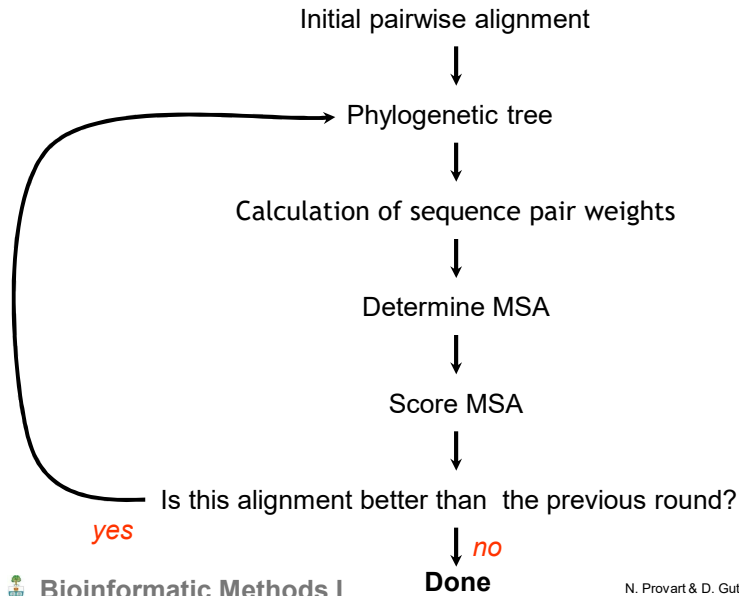 Initial pairwise alignment
Phylogenetic tree
Calculation of sequence pair weights
Determine MSA
Score MSA
Is this alignment better than the previous round?
yes
no
Done
Bioinformatic Methods I
N. Provart & D. Gut